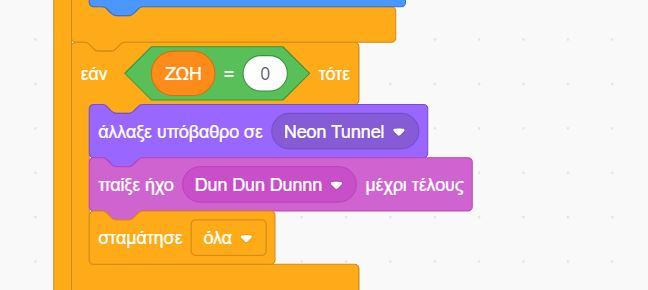 εάν ΖΩΗ = 0 τότε
άλλαξε υπόβαθρο σε Neon Tunnel
παίξε ήχο Dun Dun Dunnn μέχρι τέλους
σταμάτησε όλα